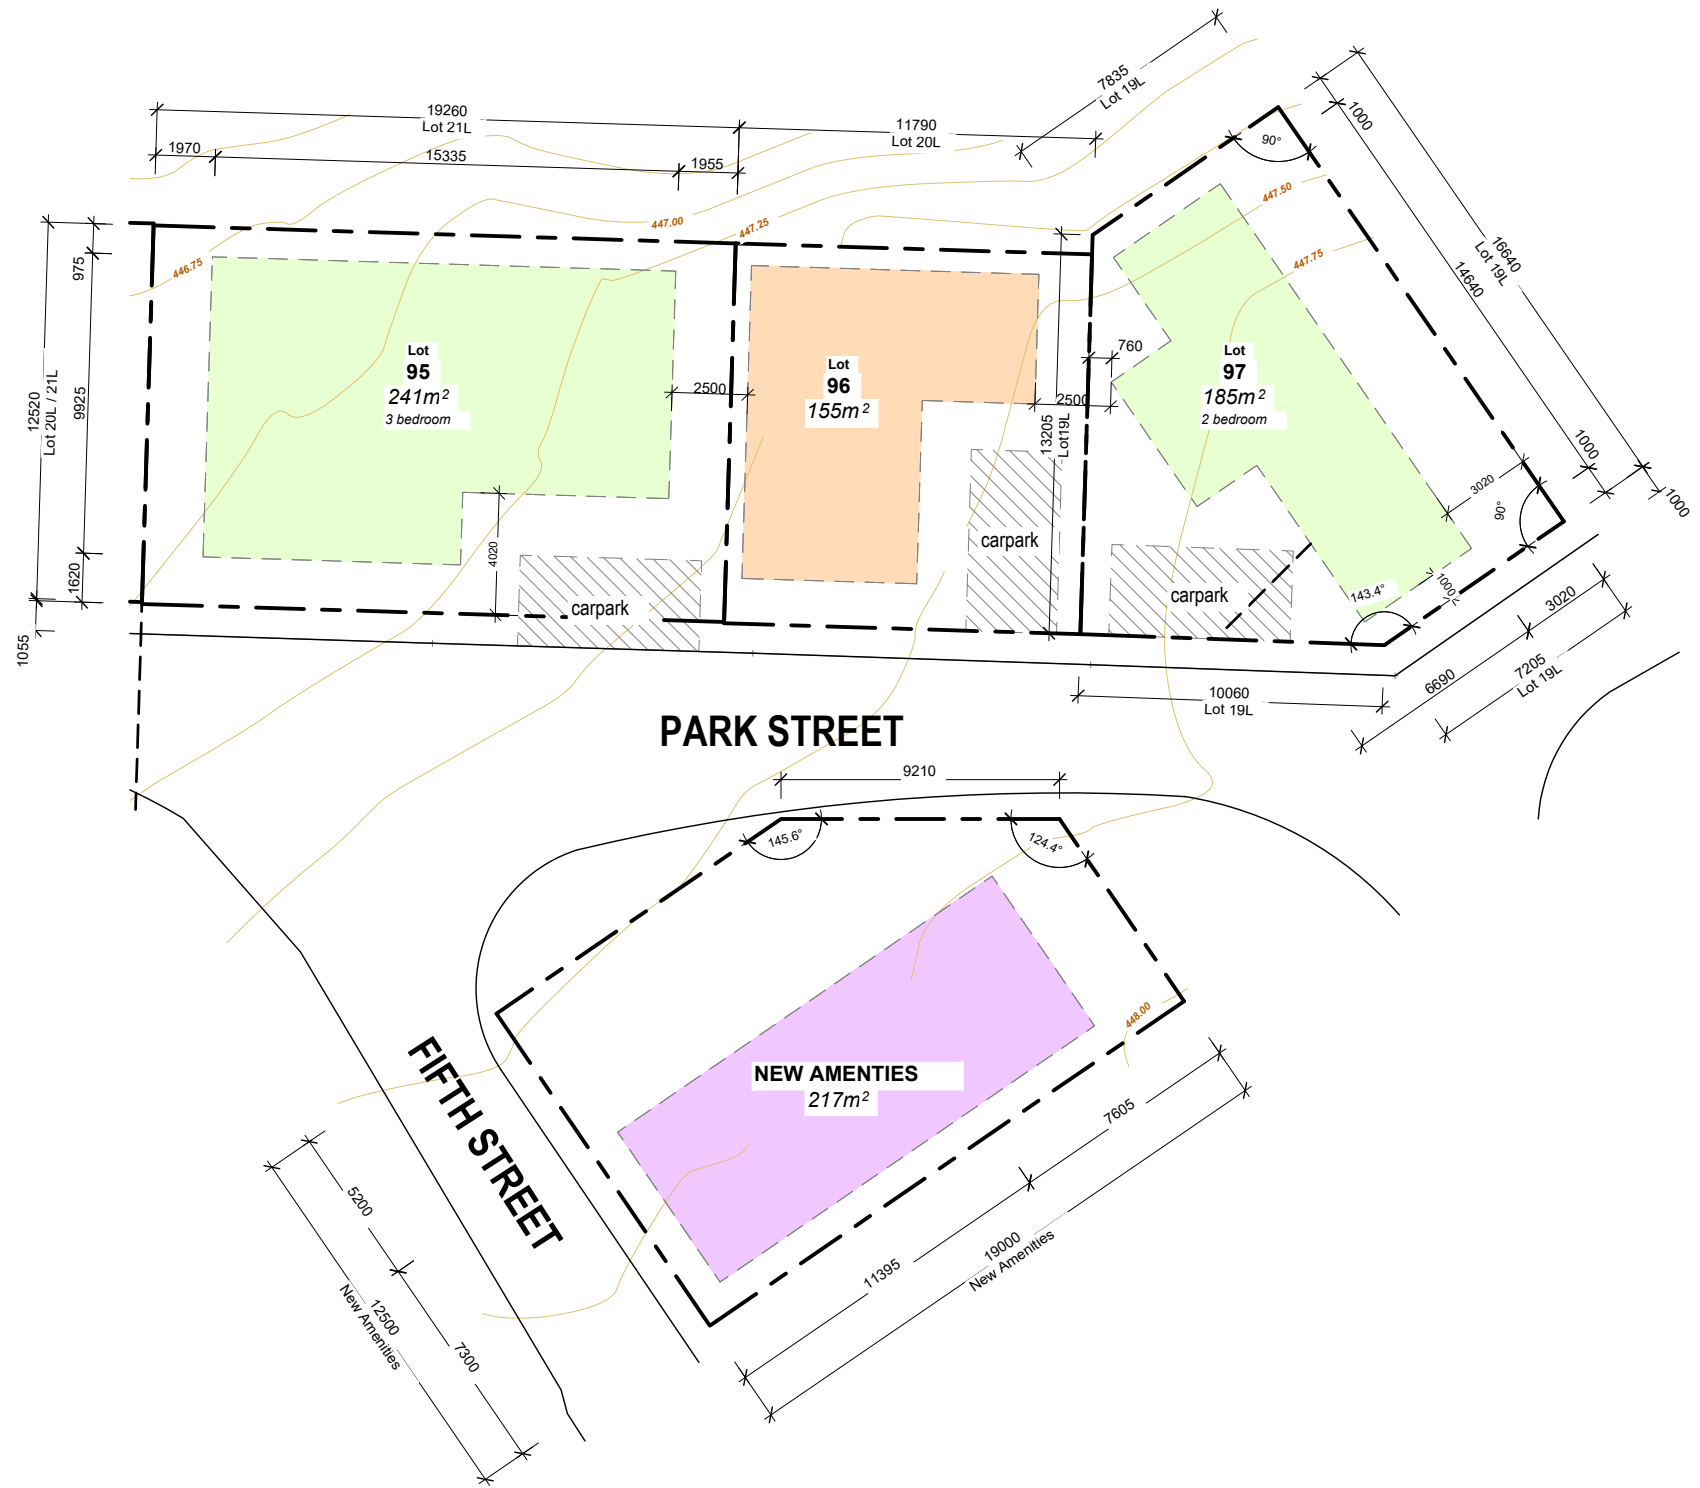 7835
Lot 19L
19260
Lot 21L
11790
Lot 20L
1970
15335
1955
1000
90°
16640
Lot 19L
14640
447.50
447.00
447.25
447.75
446.75
975
12520
Lot 20L / 21L
9925
1620
1055
Lot
95
241m²
3 bedroom
2500
Lot
96
155m²
760
2500
13205
Lot19L
Lot
97
185m²
2 bedroom
1000
1000
3020
90°
4020
carpark
carpark
carpark
143.4°
1000
3020
7205
Lot 19L
6690
10060
Lot 19L
PARK STREET
9210
145.6°
124.4°
448.00
NEW AMENTIES
217m²
FIFTH STREET
7605
11395
19000
New Amenities
5200
12500
New Amenities
7300